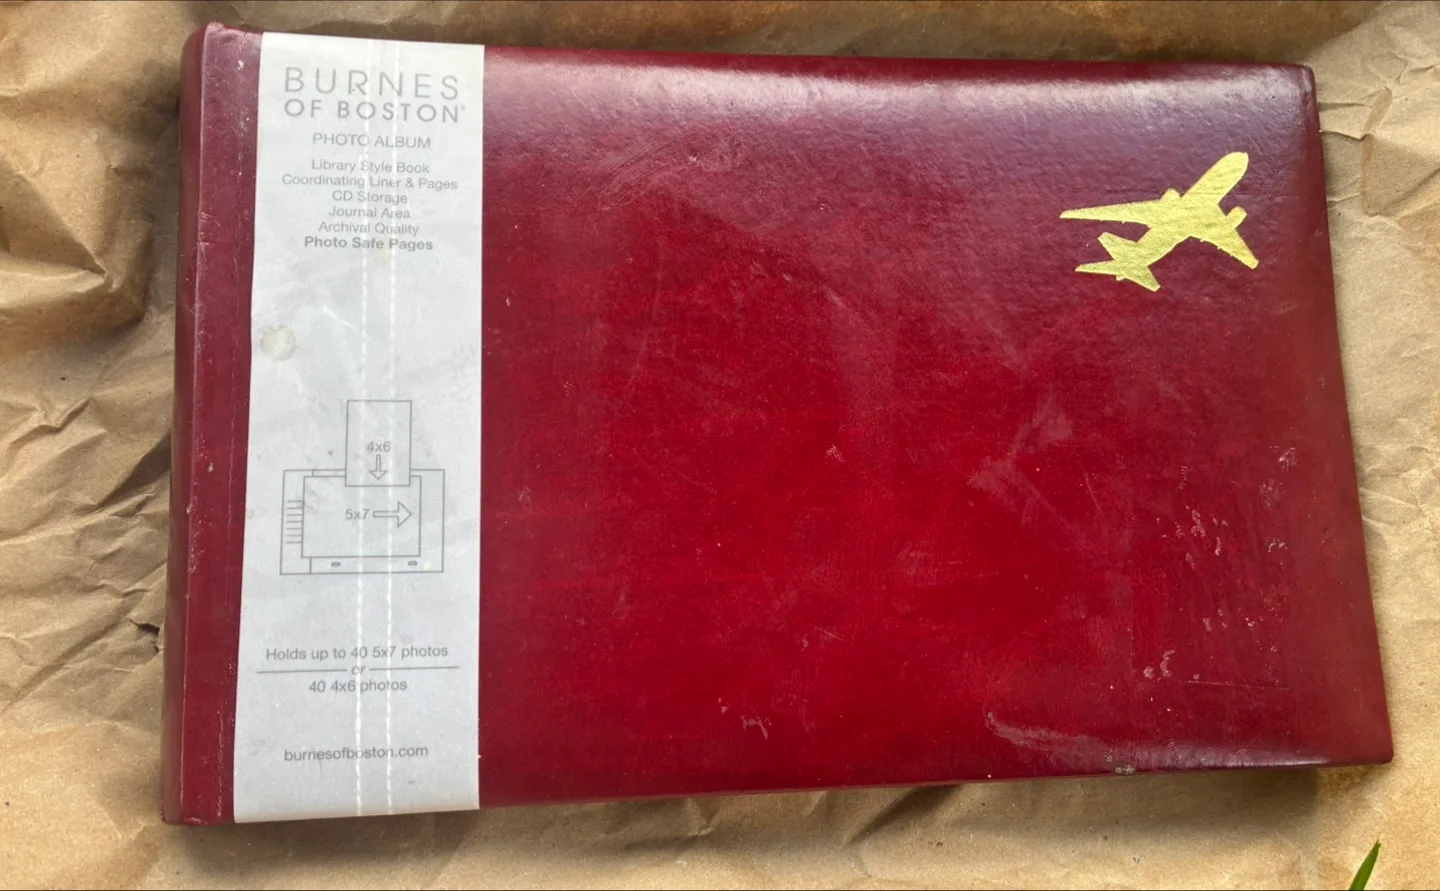 BURNES
OF BOSTON®
PHOTO ALBUM
Library Style Book
Coordinating Liner & Pages
CD Storage
Journal Area
Archival Quality
Photo Safe Pages
4x6
5x7
Holds up to 40 5x7 photos
or
40 4x6 photos
burnesofboston.com